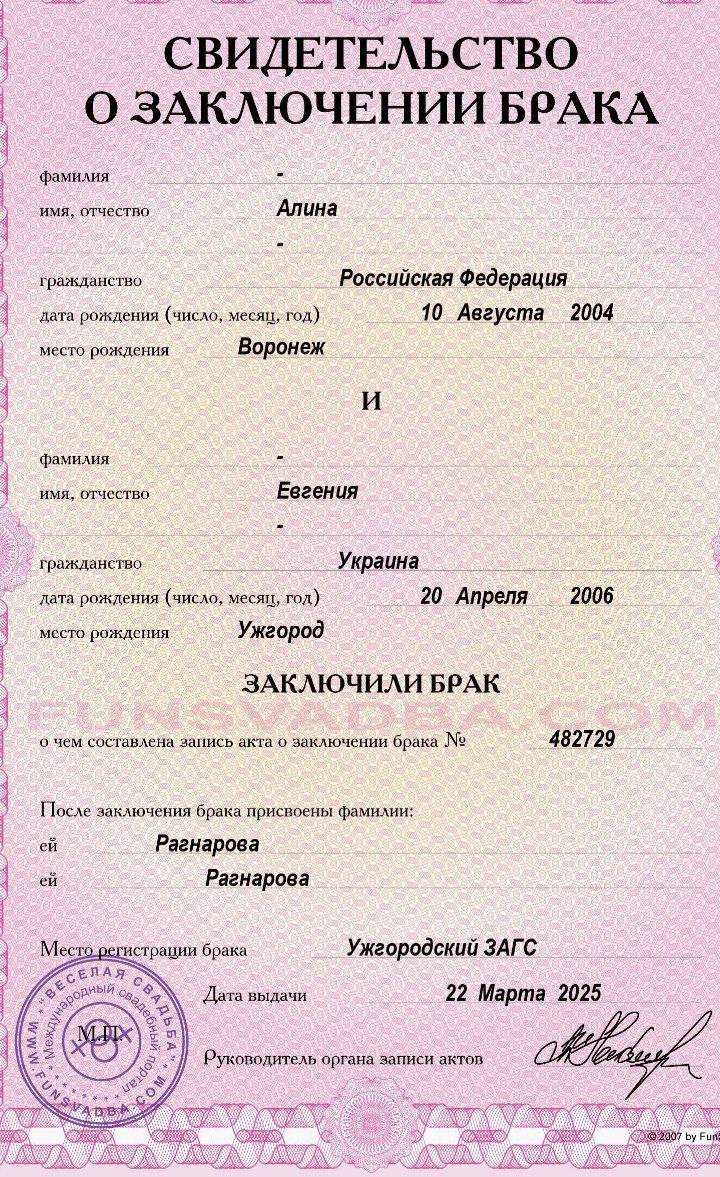 СВИДЕТЕЛЬСТВО
О ЗАКЛЮЧЕНИИ БРАКА
фамилия -
имя, отчество Алина
-
гражданство Российская Федерация
дата рождения (число, месяц, год) 10 Августа 2004
место рождения Воронеж
И
фамилия -
имя, отчество Евгения
-
гражданство Украина
дата рождения (число, месяц, год) 20 Апреля 2006
место рождения Ужгород
ЗАКЛЮЧИЛИ БРАК
FUNSVADBA.COM
о чем составлена запись акта о заключении брака № 482729
После заключения брака присвоены фамилии:
ей Рагнарова
ей Рагнарова
Место регистрации брака Ужгородский ЗАГС
Дата выдачи 22 Марта 2025
Руководитель органа записи актов
М.П.
"ВЕСЕЛАЯ СВАДЬБА"
WWW.FUNSVADBA.COM
Международный свадебный портал
© 2007 by